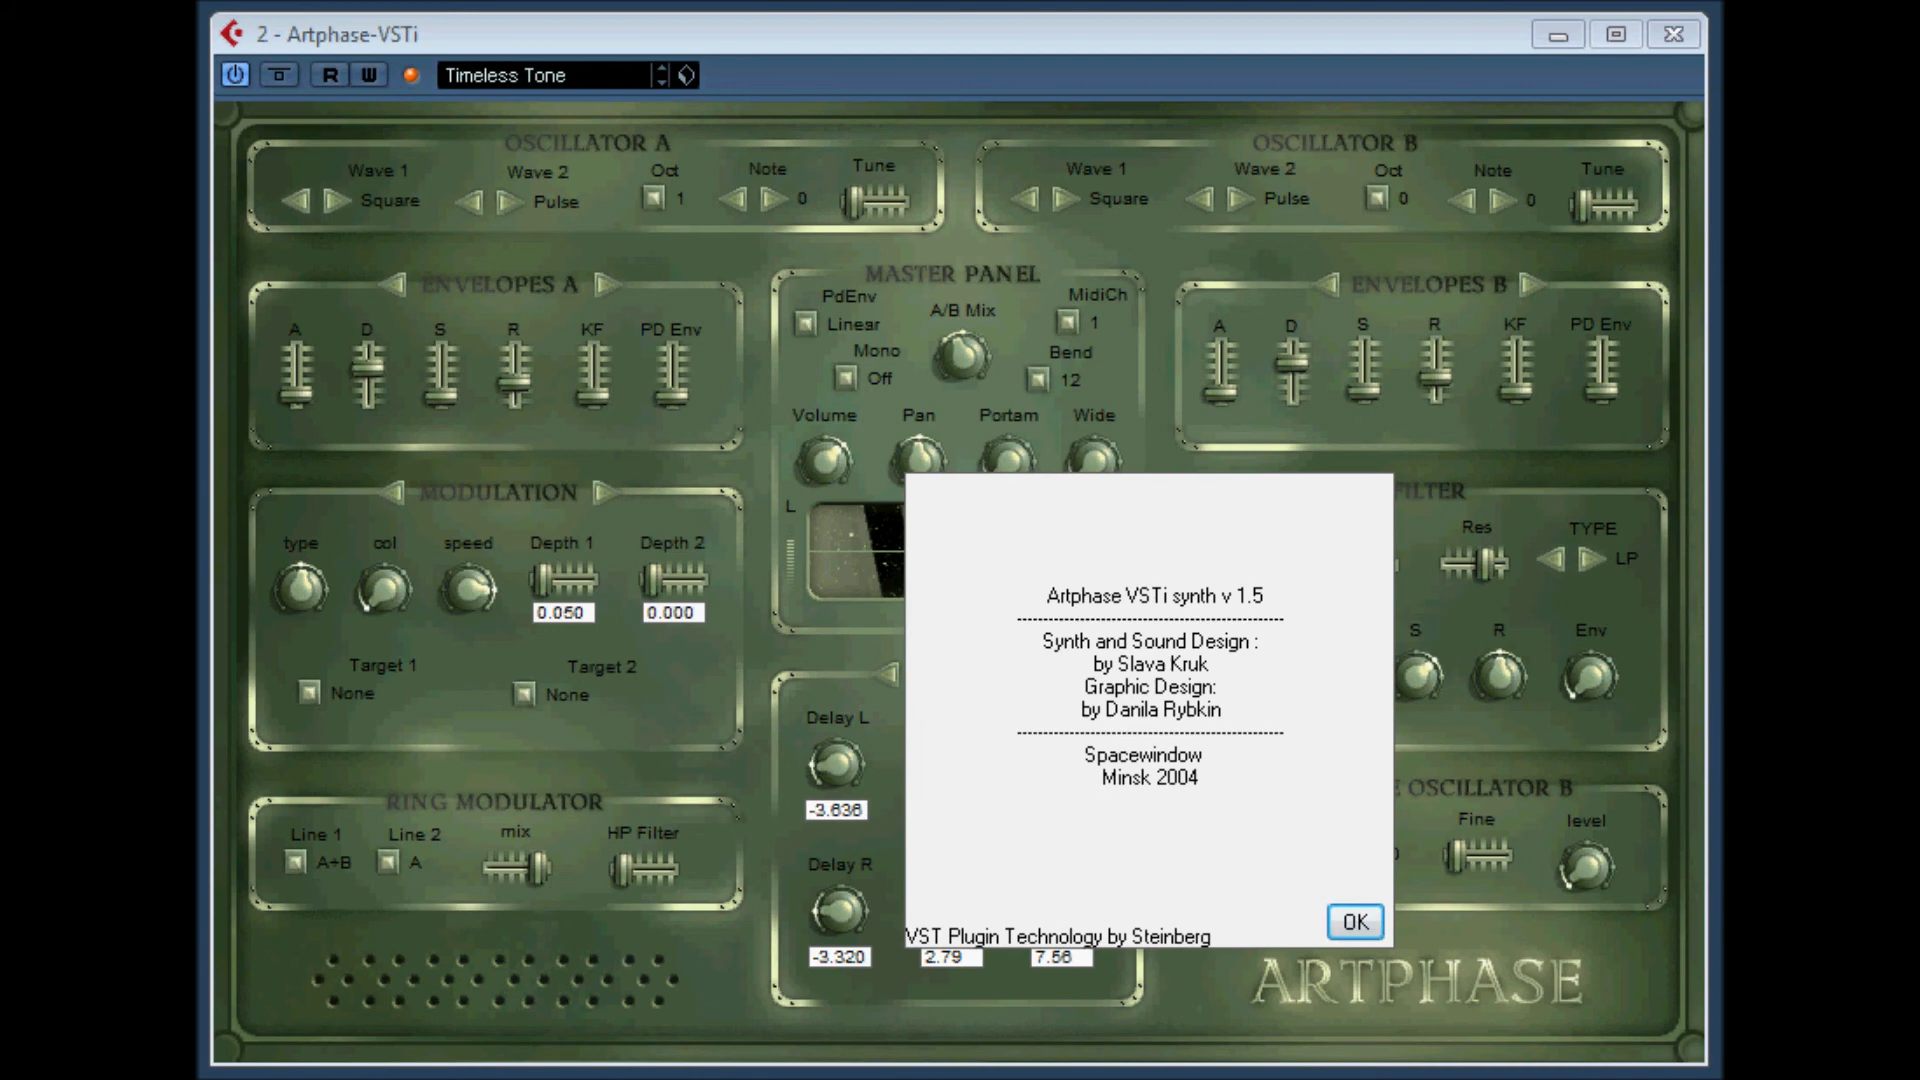 2 - Artphase-VSTi
R W Timeless Tone
OSCILLATOR A
Wave 1 Wave 2 Oct Note Tune
Square Pulse 1 0
OSCILLATOR B
Wave 1 Wave 2 Oct Note Tune
Square Pulse 0 0
ENVELOPES A
A D S R KF PD Env
MASTER PANEL
PdEnv A/B Mix MidiCh
Linear 1
Mono Bend
Off 12
Volume Pan Portam Wide
L
ENVELOPES B
A D S R KF PD Env
MODULATION
type col speed Depth 1 Depth 2
0.050 0.000
Target 1 Target 2
None None
FILTER
Res TYPE
LP
S R Env
RING MODULATOR
Line 1 Line 2 mix HP Filter
A+B A
Delay L
-3.636
Delay R
-3.320 2.79 7.56
OSCILLATOR B
Fine level
ARTPHASE
Artphase VSTi synth v 1.5
--------------------------------------------
Synth and Sound Design :
by Slava Kruk
Graphic Design:
by Danila Rybkin
--------------------------------------------
Spacewindow
Minsk 2004
VST Plugin Technology by Steinberg
OK